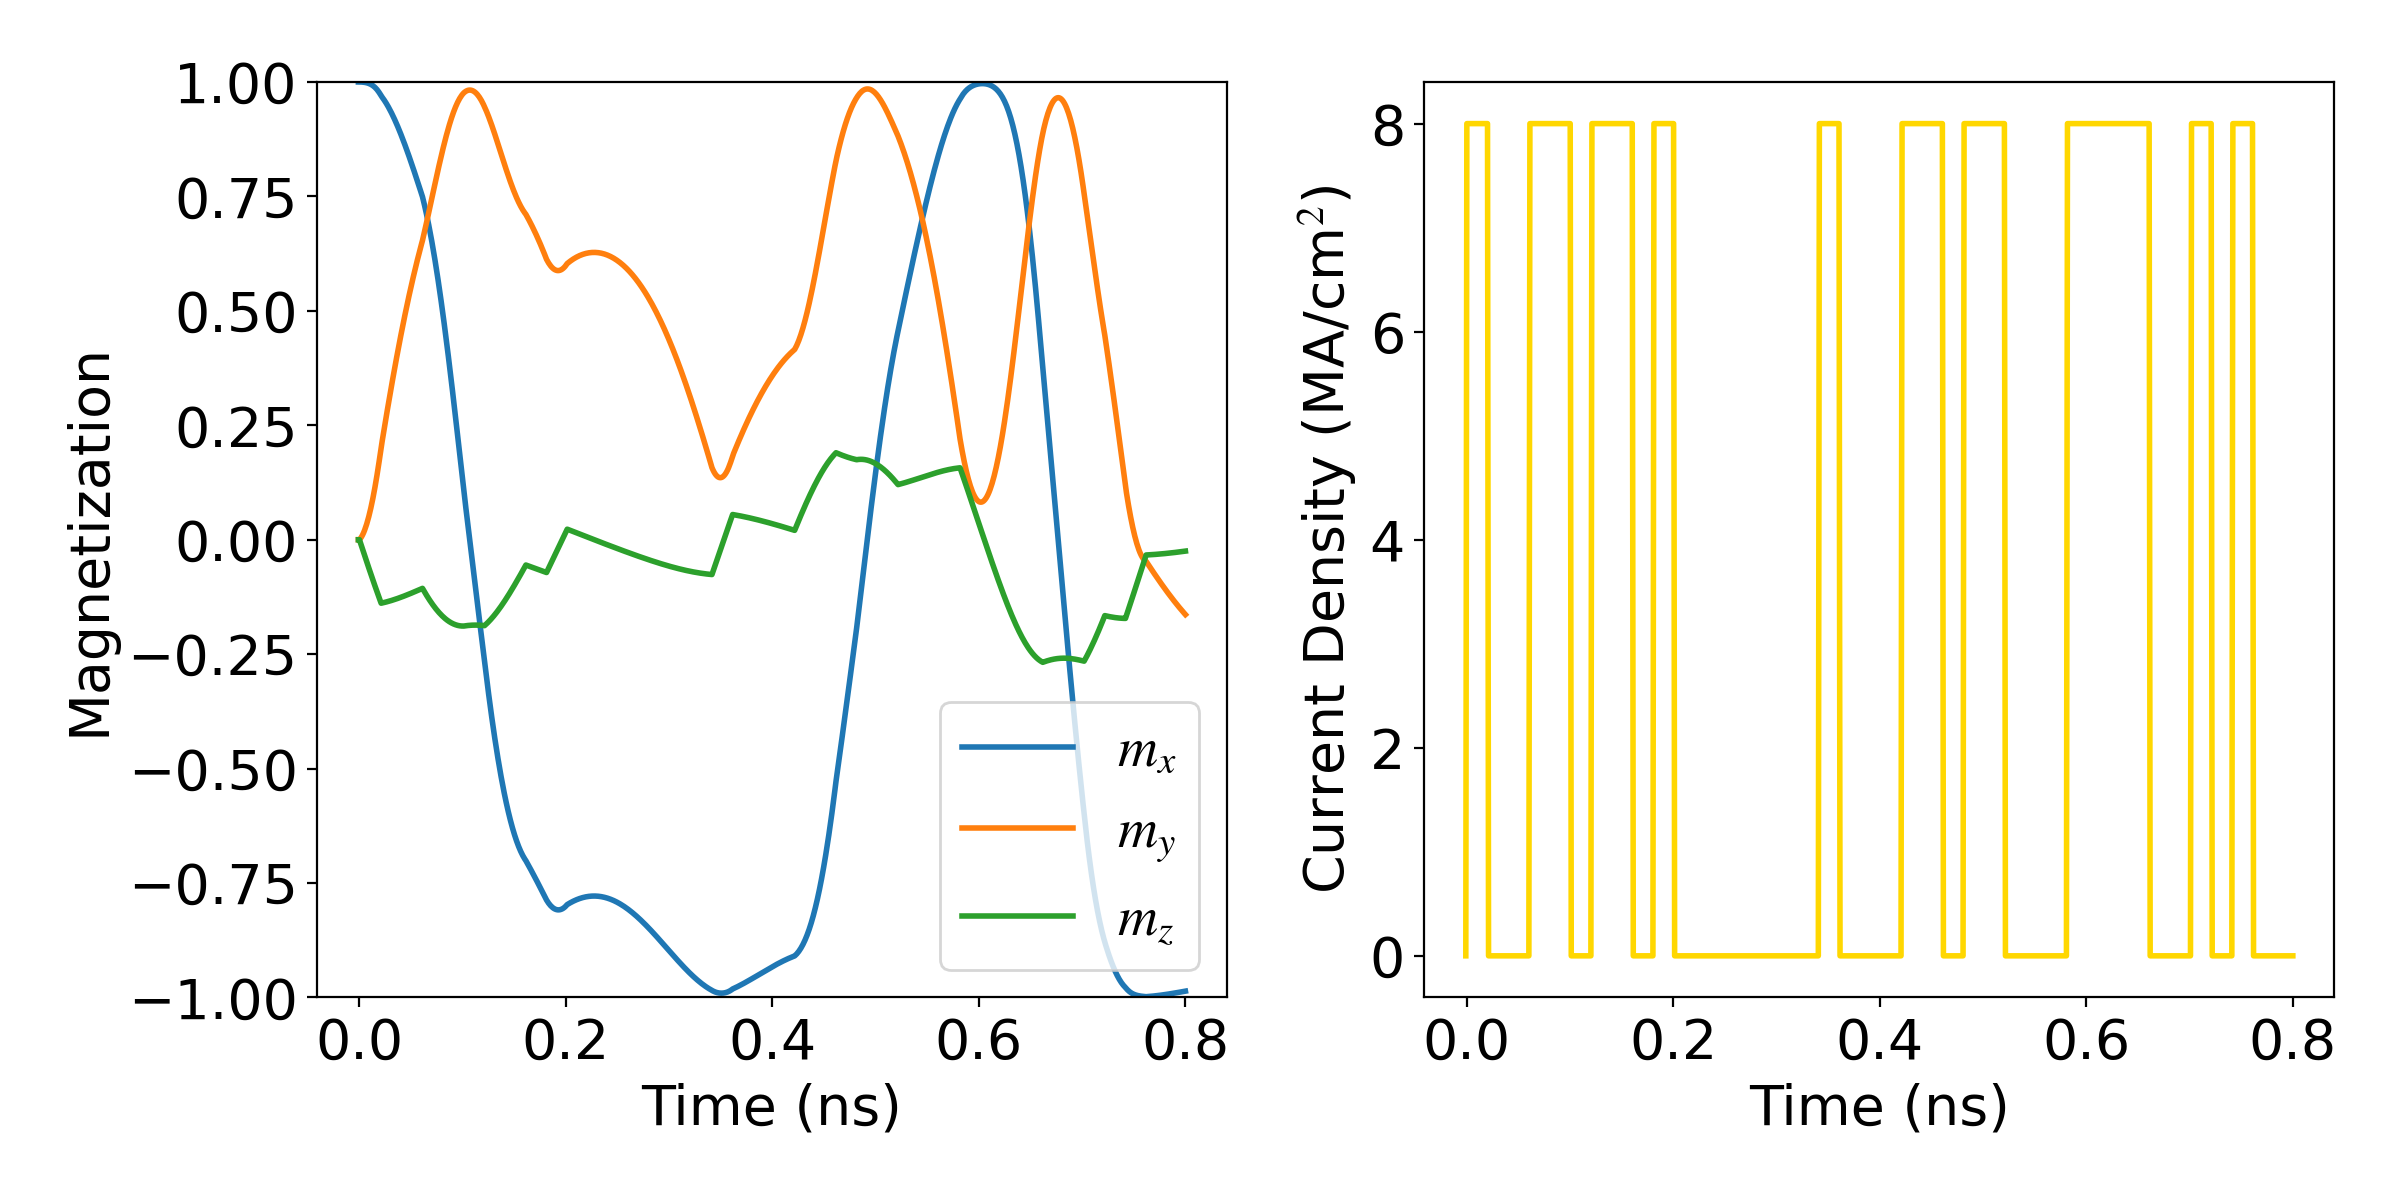 1.00
0.75
0.50
0.25
0.00
−0.25
−0.50
−0.75
−1.00
Magnetization
0.0 0.2 0.4 0.6 0.8
Time (ns)
m_x
m_y
m_z
8
6
4
2
0
Current Density (MA/cm²)
0.0 0.2 0.4 0.6 0.8
Time (ns)